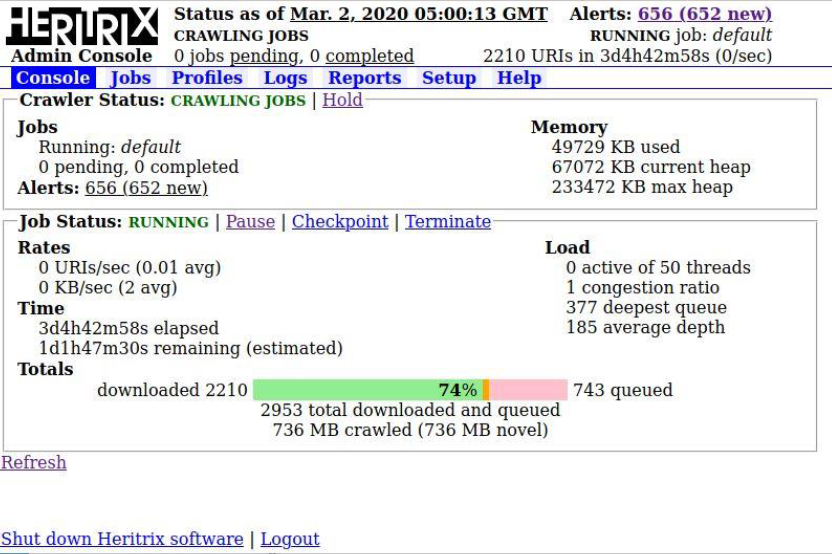 HERITRIX
Status as of Mar. 2, 2020 05:00:13 GMT Alerts: 656 (652 new)
CRAWLING JOBS RUNNING job: default
Admin Console 0 jobs pending, 0 completed 2210 URIs in 3d4h42m58s (0/sec)
Console Jobs Profiles Logs Reports Setup Help
Crawler Status: CRAWLING JOBS | Hold
Jobs Memory
Running: default 49729 KB used
0 pending, 0 completed 67072 KB current heap
Alerts: 656 (652 new) 233472 KB max heap
Job Status: RUNNING | Pause | Checkpoint | Terminate
Rates Load
0 URIs/sec (0.01 avg) 0 active of 50 threads
0 KB/sec (2 avg) 1 congestion ratio
Time 377 deepest queue
3d4h42m58s elapsed 185 average depth
1d1h47m30s remaining (estimated)
Totals
downloaded 2210 74% 743 queued
2953 total downloaded and queued
736 MB crawled (736 MB novel)
Refresh
Shut down Heritrix software | Logout